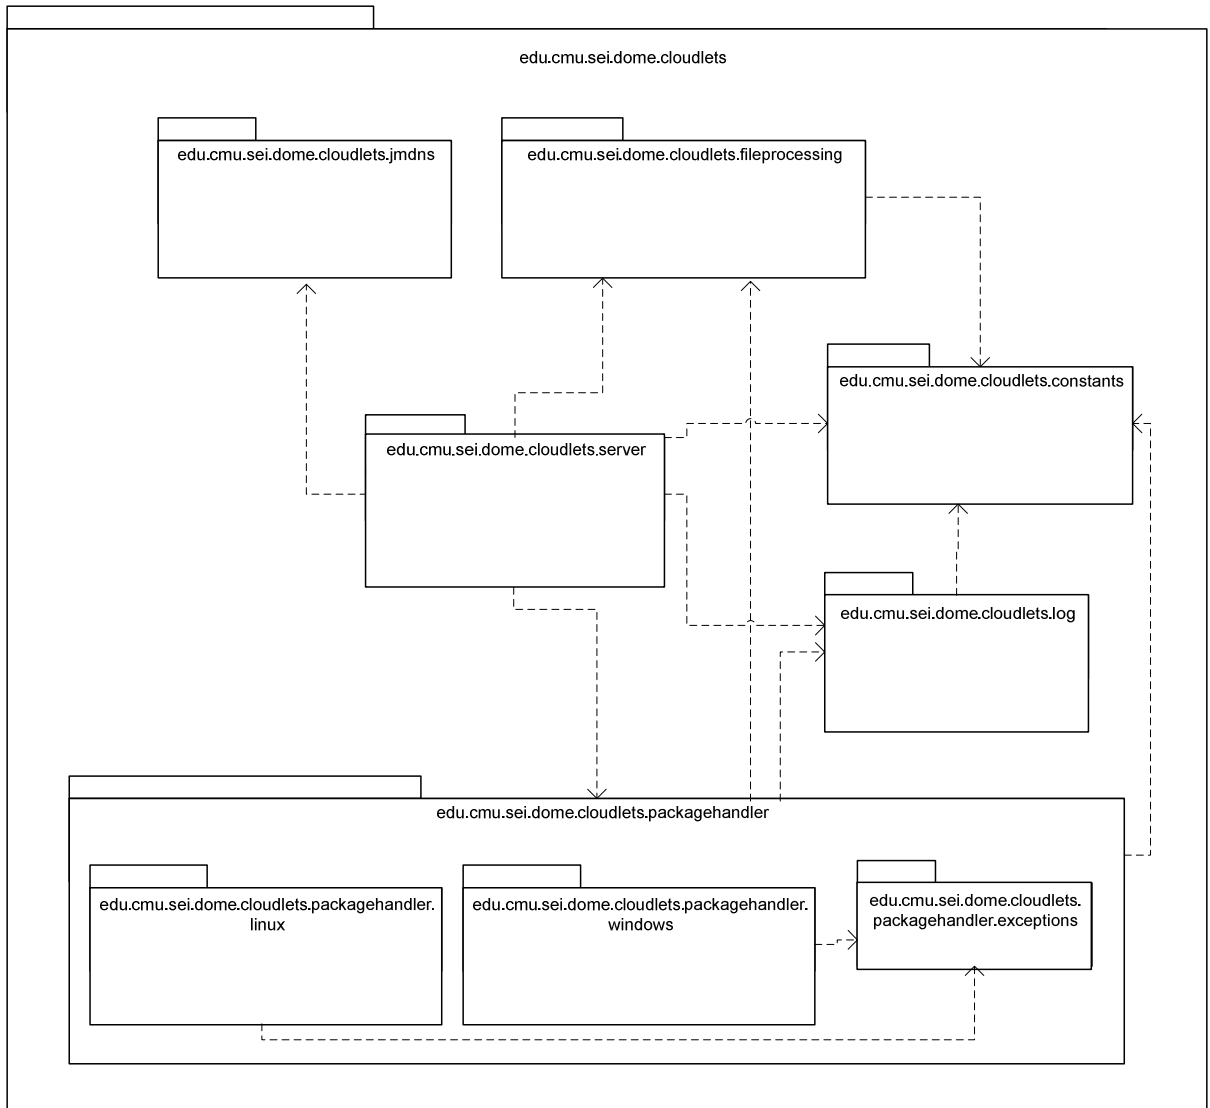 edu.cmu.sei.dome.cloudlets
edu.cmu.sei.dome.cloudlets.jmdns
edu.cmu.sei.dome.cloudlets.fileprocessing
edu.cmu.sei.dome.cloudlets.constants
edu.cmu.sei.dome.cloudlets.server
edu.cmu.sei.dome.cloudlets.log
edu.cmu.sei.dome.cloudlets.packagehandler
edu.cmu.sei.dome.cloudlets.packagehandler.
linux
edu.cmu.sei.dome.cloudlets.packagehandler.
windows
edu.cmu.sei.dome.cloudlets.
packagehandler.exceptions